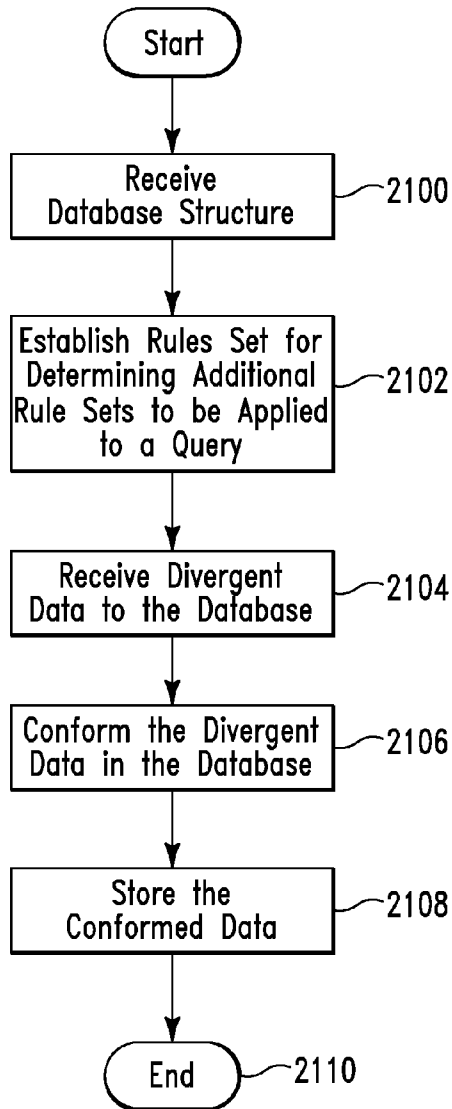 Start
Receive
Database Structure
2100
Establish Rules Set for
Determining Additional
Rule Sets to be Applied
to a Query
2102
Receive Divergent
Data to the Database
2104
Conform the Divergent
Data in the Database
2106
Store the
Conformed Data
2108
End
2110